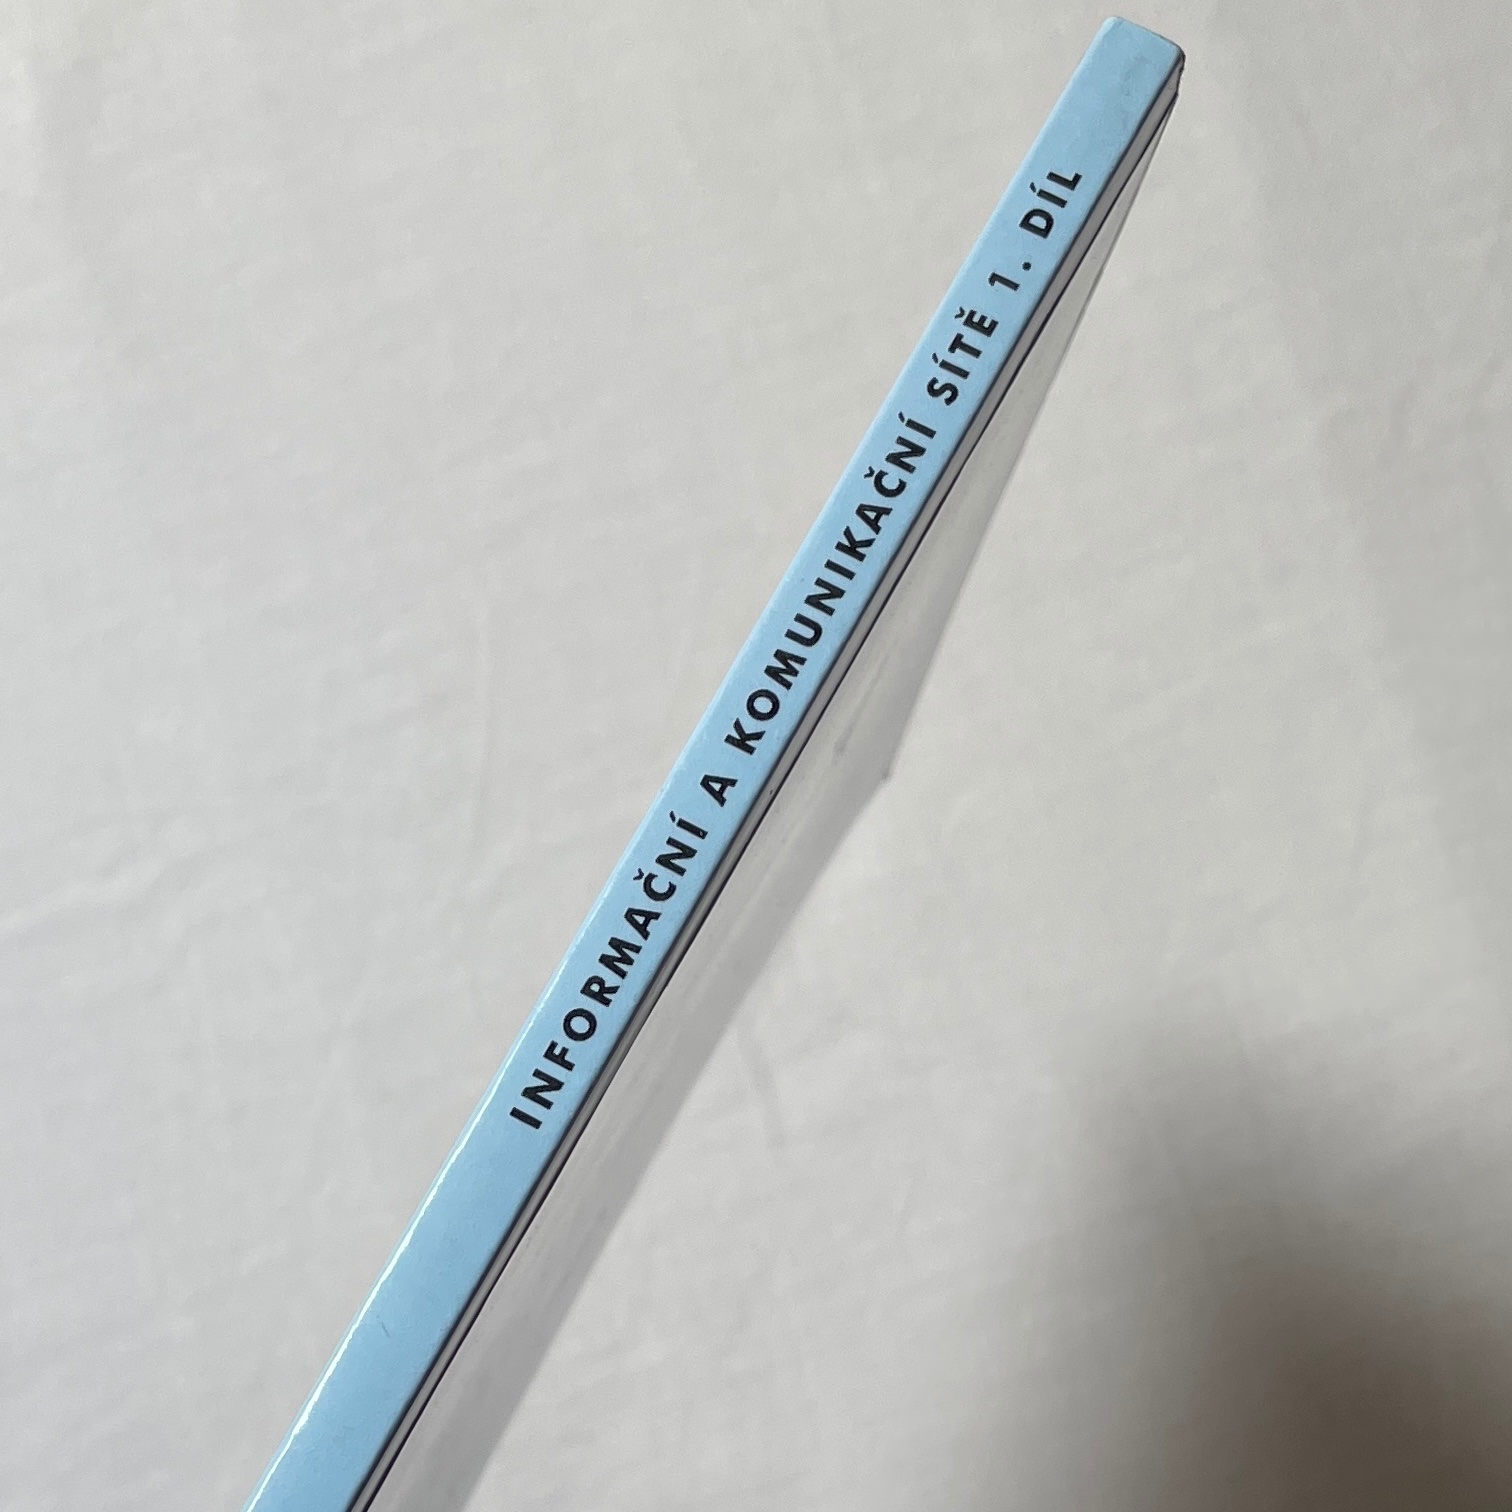 INFORMAČNÍ A KOMUNIKAČNÍ SÍTĚ 1. DÍL